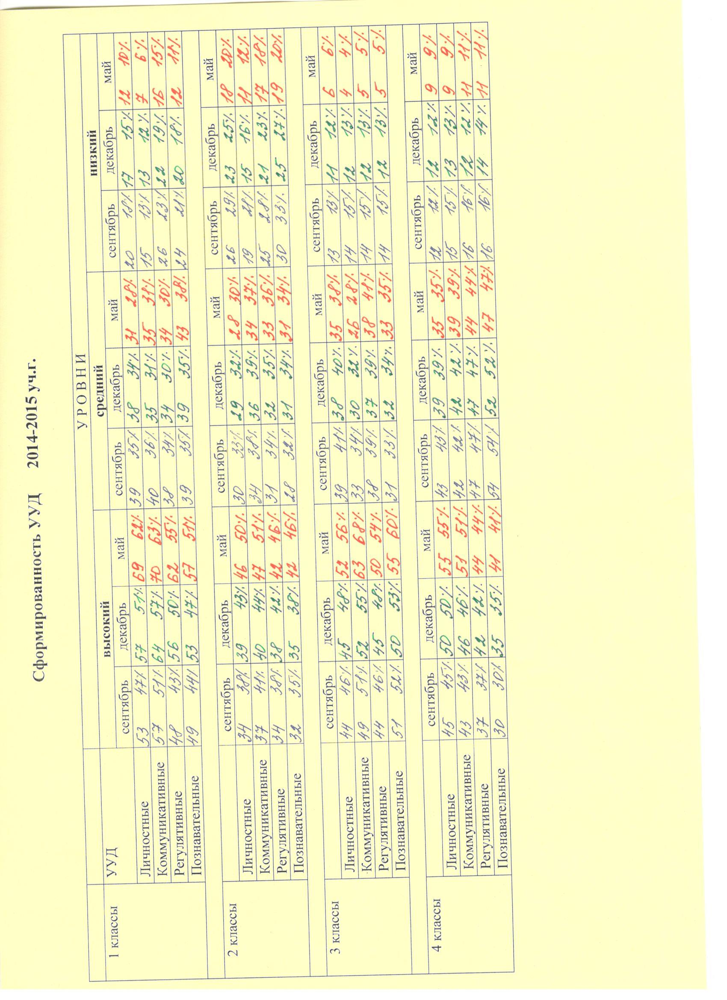 Сформированность УУД 2014-2015 уч.г.
У Р О В Н И
высокий средний низкий
1 классы УУД сентябрь декабрь май сентябрь декабрь май сентябрь декабрь май
Личностные 53 47% 57 51% 69 62% 39 35% 38 34% 31 28% 20 18% 17 15% 12 10%
Коммуникативные 57 51% 64 57% 70 63% 40 36% 35 31% 35 31% 15 13% 13 12% 7 6%
Регулятивные 48 43% 56 50% 62 55% 38 34% 34 30% 34 30% 26 23% 22 19% 16 15%
Познавательные 49 44% 53 47% 57 51% 39 35% 39 35% 43 38% 24 21% 20 18% 12 11%
2 классы сентябрь декабрь май сентябрь декабрь май сентябрь декабрь май
Личностные 34 38% 39 43% 46 50% 30 33% 29 32% 28 30% 26 29% 23 25% 18 20%
Коммуникативные 37 41% 40 44% 47 51% 34 38% 36 39% 34 37% 19 21% 15 16% 11 12%
Регулятивные 34 38% 38 42% 42 46% 31 34% 32 35% 33 36% 25 28% 21 23% 17 18%
Познавательные 32 35% 35 38% 42 46% 28 32% 31 34% 31 34% 30 33% 25 27% 19 20%
3 классы сентябрь декабрь май сентябрь декабрь май сентябрь декабрь май
Личностные 44 46% 45 48% 52 56% 39 41% 38 40% 35 38% 13 13% 11 12% 6 6%
Коммуникативные 49 51% 52 55% 63 68% 33 34% 30 32% 26 28% 14 15% 12 13% 4 4%
Регулятивные 44 46% 45 48% 50 54% 38 39% 37 39% 38 41% 14 15% 12 13% 5 5%
Познавательные 51 52% 50 53% 55 60% 31 33% 32 34% 33 35% 14 15% 12 13% 5 5%
4 классы сентябрь декабрь май сентябрь декабрь май сентябрь декабрь май
Личностные 45 45% 50 50% 55 55% 43 43% 39 39% 35 35% 12 12% 12 12% 9 9%
Коммуникативные 43 43% 46 46% 51 51% 42 42% 42 42% 39 39% 15 15% 13 13% 9 9%
Регулятивные 37 37% 42 42% 44 44% 47 47% 47 47% 44 44% 16 16% 12 12% 11 11%
Познавательные 30 30% 35 35% 41 41% 54 54% 52 52% 47 47% 16 16% 14 14% 11 11%